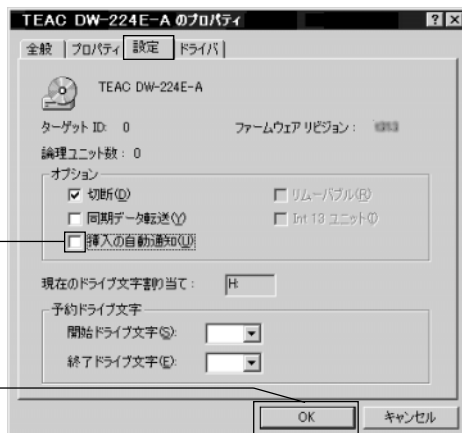 TEAC DW-224E-A のプロパティ
全般 プロパティ 設定 ドライバ
TEAC DW-224E-A
ターゲット ID: 0 ファームウェア リビジョン:
論理ユニット数: 0
オプション
切断(D) リムーバブル(R)
同期データ転送(Y) Int 13 ユニット(I)
挿入の自動通知(U)
現在のドライブ文字割り当て: H:
予約ドライブ文字
開始ドライブ文字(S):
終了ドライブ文字(E):
OK キャンセル